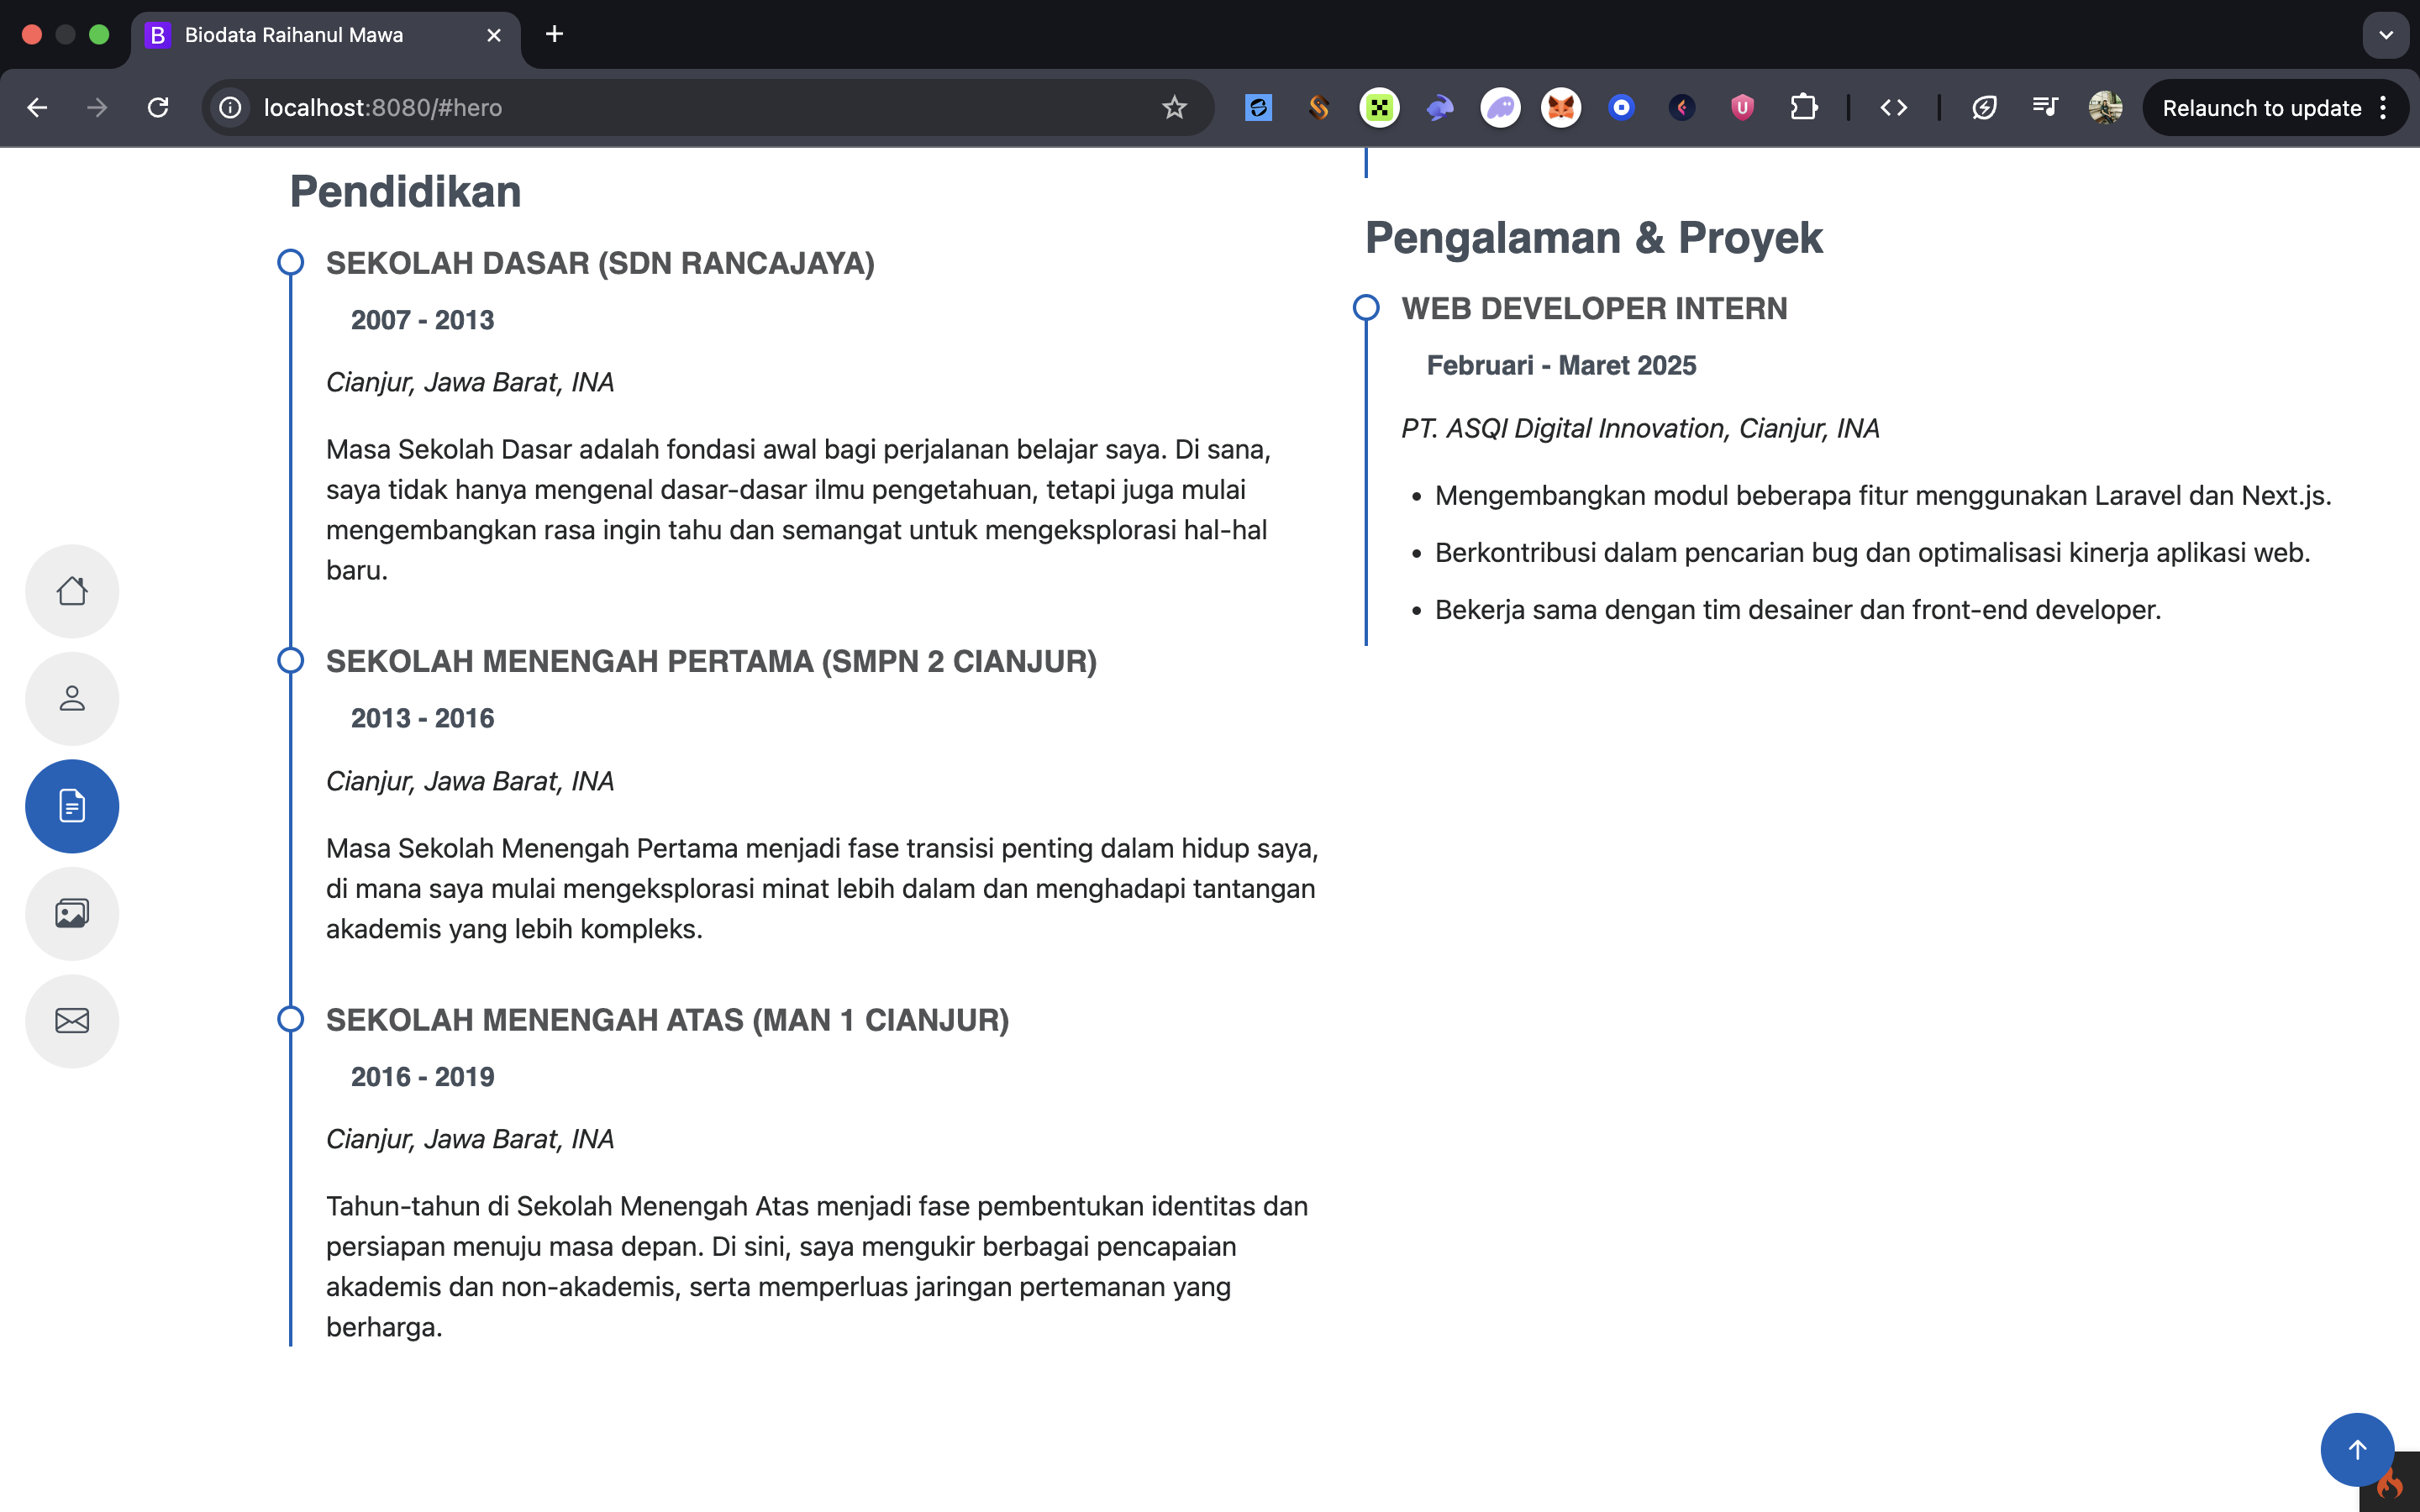 Biodata Raihanul Mawa
localhost:8080/#hero
Relaunch to update
Pendidikan
SEKOLAH DASAR (SDN RANCAJAYA)
2007 - 2013
Cianjur, Jawa Barat, INA
Masa Sekolah Dasar adalah fondasi awal bagi perjalanan belajar saya. Di sana,
saya tidak hanya mengenal dasar-dasar ilmu pengetahuan, tetapi juga mulai
mengembangkan rasa ingin tahu dan semangat untuk mengeksplorasi hal-hal
baru.
SEKOLAH MENENGAH PERTAMA (SMPN 2 CIANJUR)
2013 - 2016
Cianjur, Jawa Barat, INA
Masa Sekolah Menengah Pertama menjadi fase transisi penting dalam hidup saya,
di mana saya mulai mengeksplorasi minat lebih dalam dan menghadapi tantangan
akademis yang lebih kompleks.
SEKOLAH MENENGAH ATAS (MAN 1 CIANJUR)
2016 - 2019
Cianjur, Jawa Barat, INA
Tahun-tahun di Sekolah Menengah Atas menjadi fase pembentukan identitas dan
persiapan menuju masa depan. Di sini, saya mengukir berbagai pencapaian
akademis dan non-akademis, serta memperluas jaringan pertemanan yang
berharga.
Pengalaman & Proyek
WEB DEVELOPER INTERN
Februari - Maret 2025
PT. ASQI Digital Innovation, Cianjur, INA
• Mengembangkan modul beberapa fitur menggunakan Laravel dan Next.js.
• Berkontribusi dalam pencarian bug dan optimalisasi kinerja aplikasi web.
• Bekerja sama dengan tim desainer dan front-end developer.